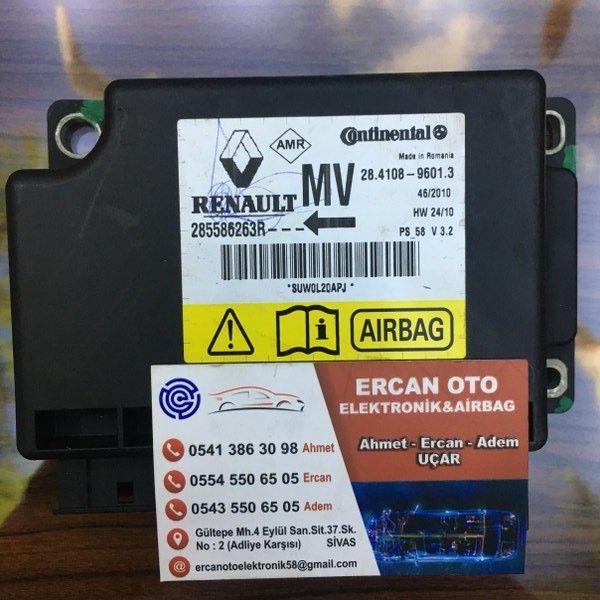 AMR
Continental
Made in Romania
RENAULT
MV
28.4108-9601.3
46/2010
HW 24/10
285586263R---
PS_58 V 3.2
*SUW0L20APJ*
AIRBAG
ERCAN OTO
ELEKTRONİK&AİRBAG
Ahmet - Ercan - Adem
UÇAR
0541 386 30 98 Ahmet
0554 550 65 05 Ercan
0543 550 65 05 Adem
Gültepe Mh.4 Eylül San.Sit.37.Sk.
No : 2 (Adliye Karşısı) SİVAS
ercanotoelektronik58@gmail.com